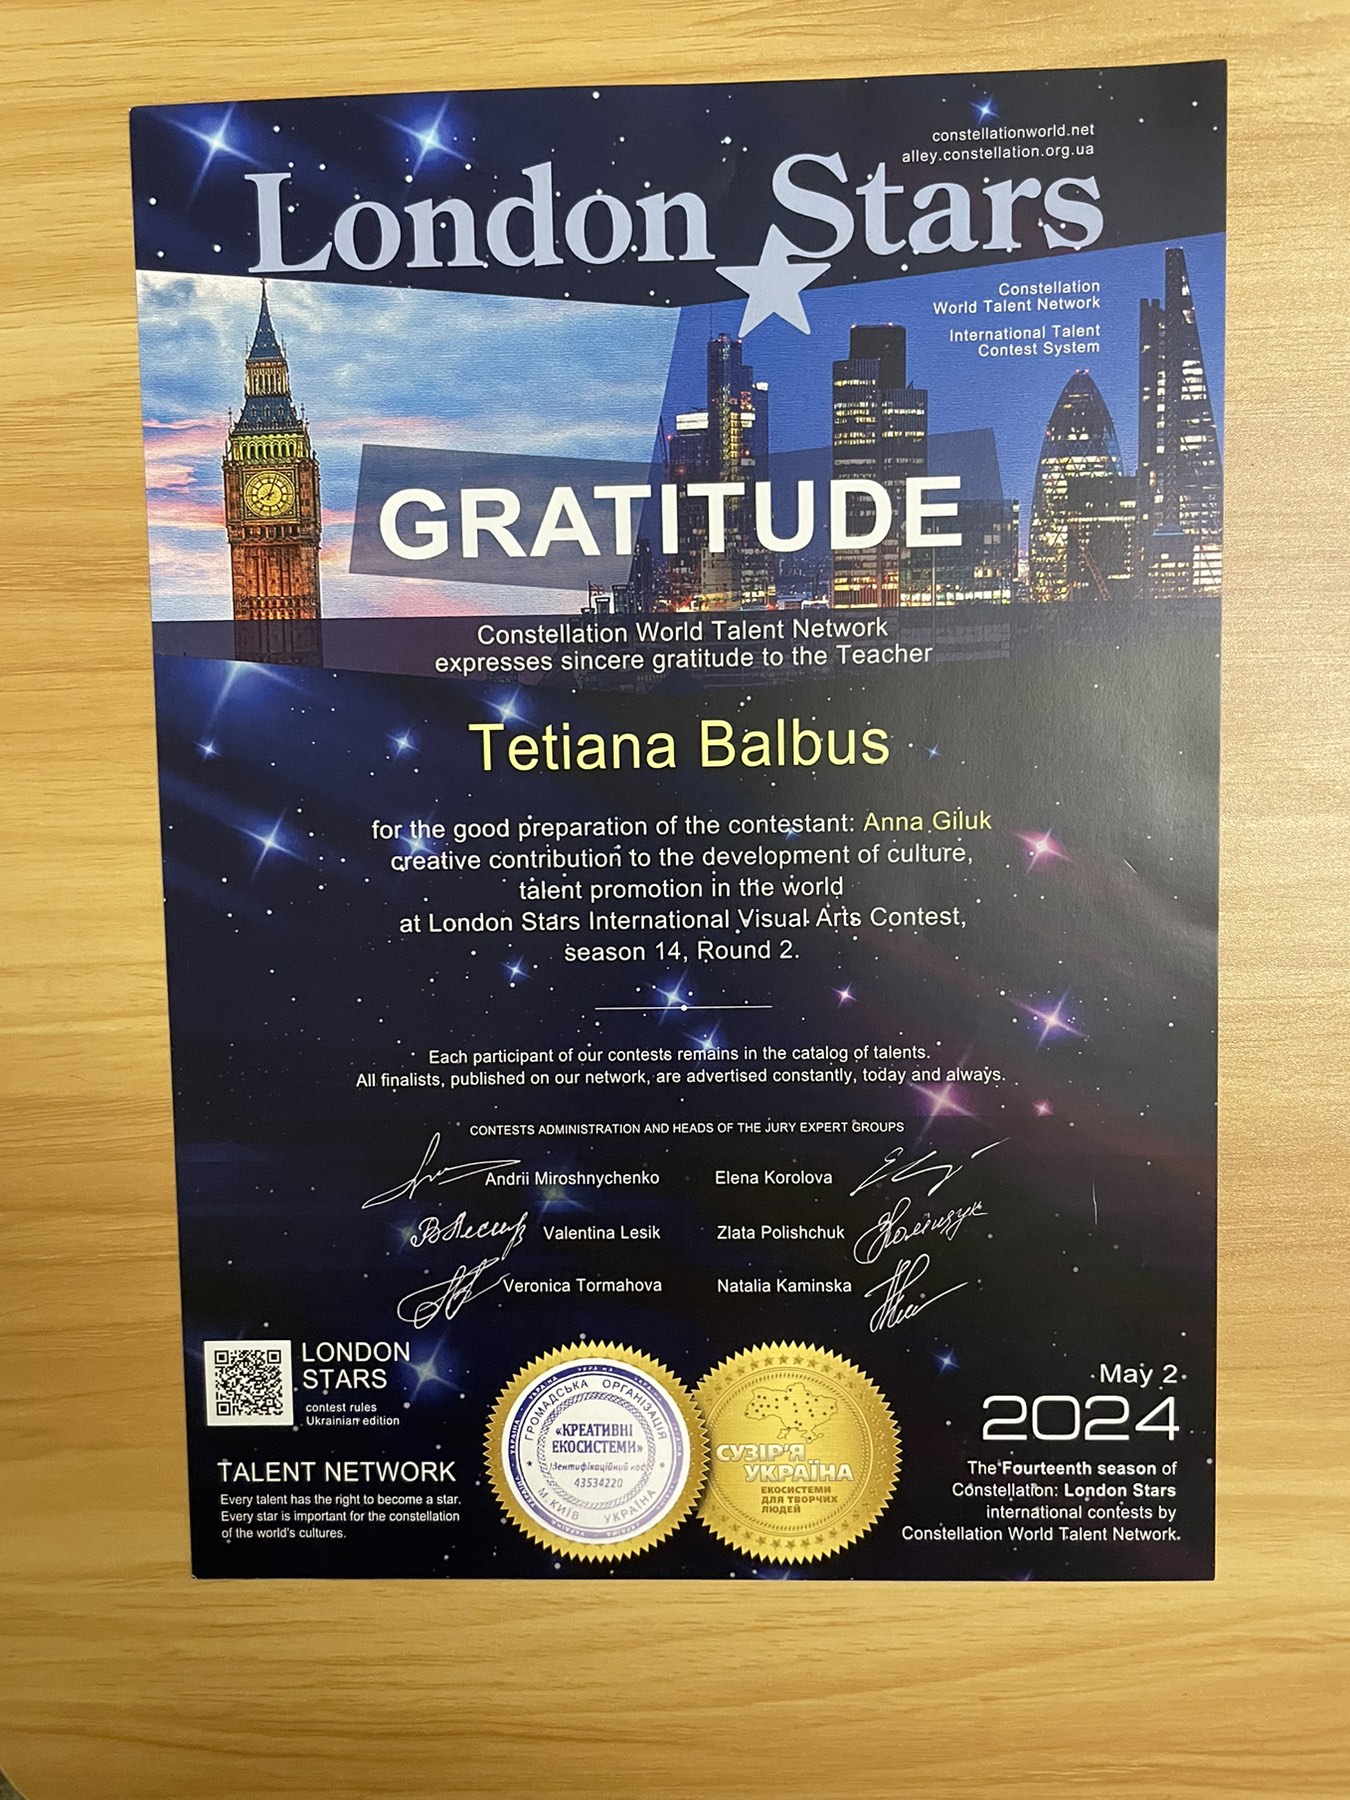 constellationworld.net
alley.constellation.org.ua
London Stars
Constellation
World Talent Network
International Talent
Contest System
GRATITUDE
Constellation World Talent Network
expresses sincere gratitude to the Teacher
Tetiana Balbus
for the good preparation of the contestant: Anna Giluk
creative contribution to the development of culture,
talent promotion in the world
at London Stars International Visual Arts Contest,
season 14, Round 2.
Each participant of our contests remains in the catalog of talents.
All finalists, published on our network, are advertised constantly, today and always.
CONTESTS ADMINISTRATION AND HEADS OF THE JURY EXPERT GROUPS
Andrii Miroshnychenko
Elena Korolova
Valentina Lesik
Zlata Polishchuk
Veronica Tormahova
Natalia Kaminska
LONDON
STARS
contest rules
Ukrainian edition
TALENT NETWORK
Every talent has the right to become a star.
Every star is important for the constellation
of the world's cultures.
ГРОМАДСЬКА ОРГАНІЗАЦІЯ
«КРЕАТИВНІ
ЕКОСИСТЕМИ»
Ідентифікаційний код
43534220
М.КИЇВ УКРАЇНА
СУЗІР'Я
УКРАЇНА
ЕКОСИСТЕМИ
ДЛЯ ТВОРЧИХ
ЛЮДЕЙ
May 2
2024
The Fourteenth season of
Constellation: London Stars
international contests by
Constellation World Talent Network.